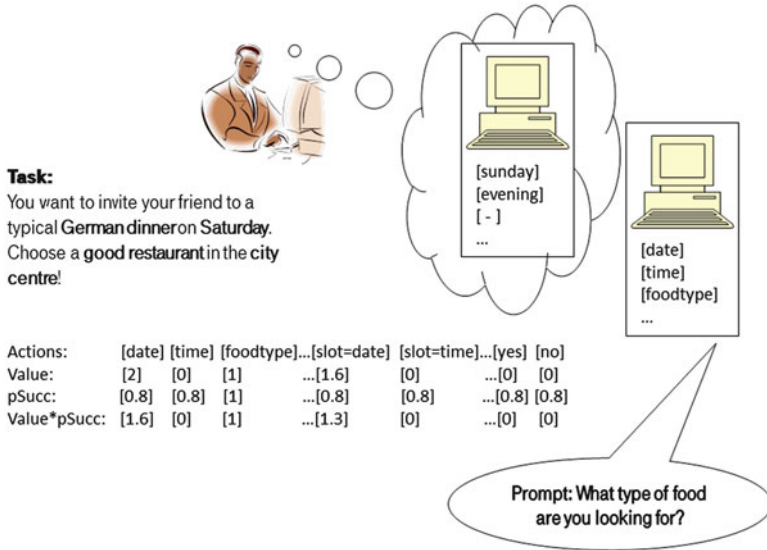 Task:
You want to invite your friend to a
typical German dinner on Saturday.
Choose a good restaurant in the city
centre!
[sunday]
[evening]
[ - ]
...
[date]
[time]
[foodtype]
...
Actions: [date] [time] [foodtype]...[slot=date] [slot=time]...[yes] [no]
Value: [2] [0] [1] ...[1.6] [0] ...[0] [0]
pSucc: [0.8] [0.8] [1] ...[0.8] [0.8] ...[0.8] [0.8]
Value*pSucc: [1.6] [0] [1] ...[1.3] [0] ...[0] [0]
Prompt: What type of food
are you looking for?